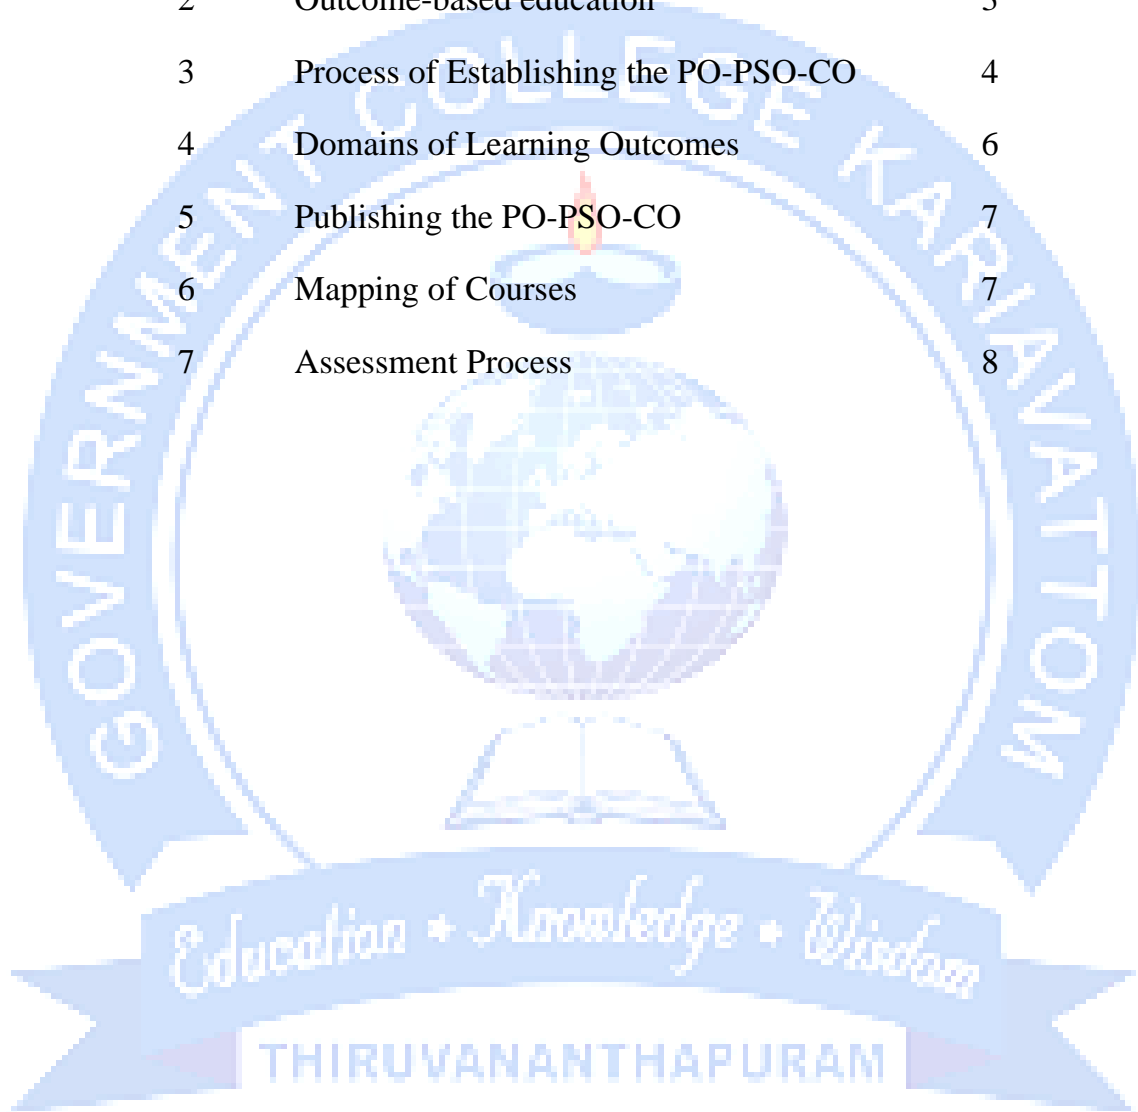 2 Outcome-based education 3
3 Process of Establishing the PO-PSO-CO 4
4 Domains of Learning Outcomes 6
5 Publishing the PO-PSO-CO 7
6 Mapping of Courses 7
7 Assessment Process 8
GOVERNMENT COLLEGE KARIAVATTOM
Education • Knowledge • Wisdom
THIRUVANANTHAPURAM